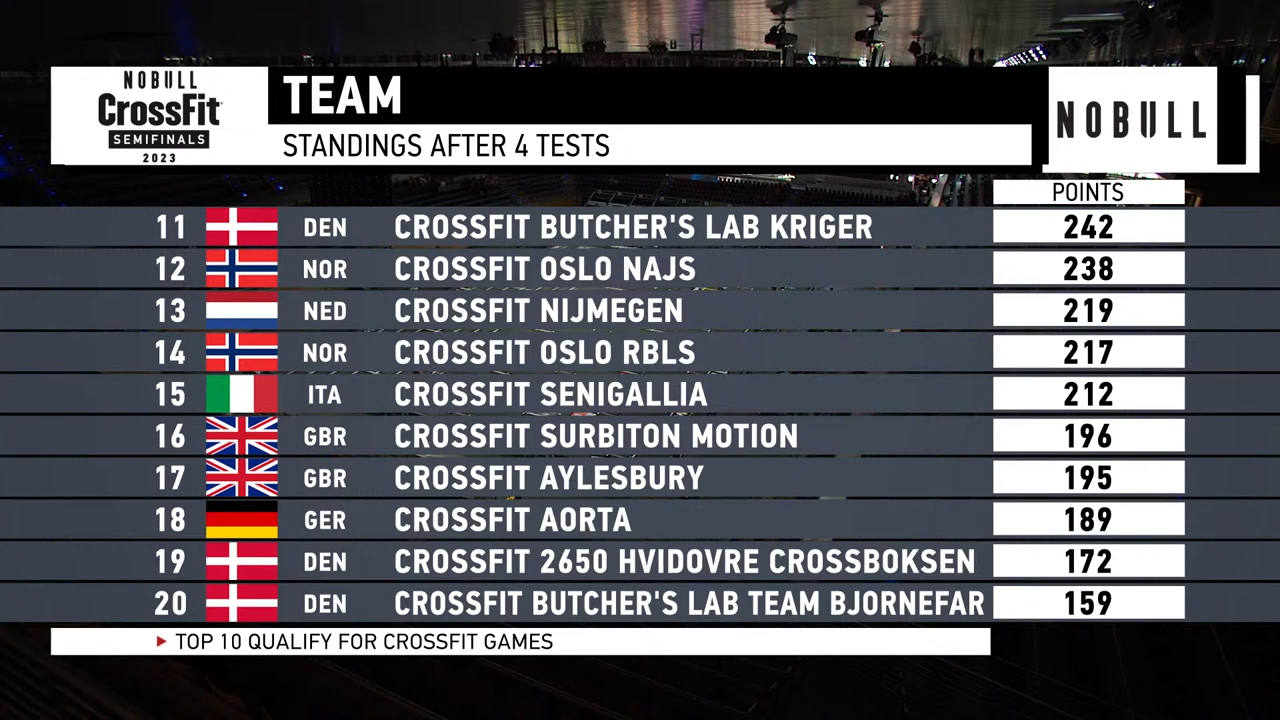 NOBULL
CrossFit
SEMIFINALS
2023
TEAM
STANDINGS AFTER 4 TESTS
NOBULL
POINTS
11 DEN CROSSFIT BUTCHER'S LAB KRIGER 242
12 NOR CROSSFIT OSLO NAJS 238
13 NED CROSSFIT NIJMEGEN 219
14 NOR CROSSFIT OSLO RBLS 217
15 ITA CROSSFIT SENIGALLIA 212
16 GBR CROSSFIT SURBITON MOTION 196
17 GBR CROSSFIT AYLESBURY 195
18 GER CROSSFIT AORTA 189
19 DEN CROSSFIT 2650 HVIDOVRE CROSSBOKSEN 172
20 DEN CROSSFIT BUTCHER'S LAB TEAM BJORNEFAR 159
TOP 10 QUALIFY FOR CROSSFIT GAMES